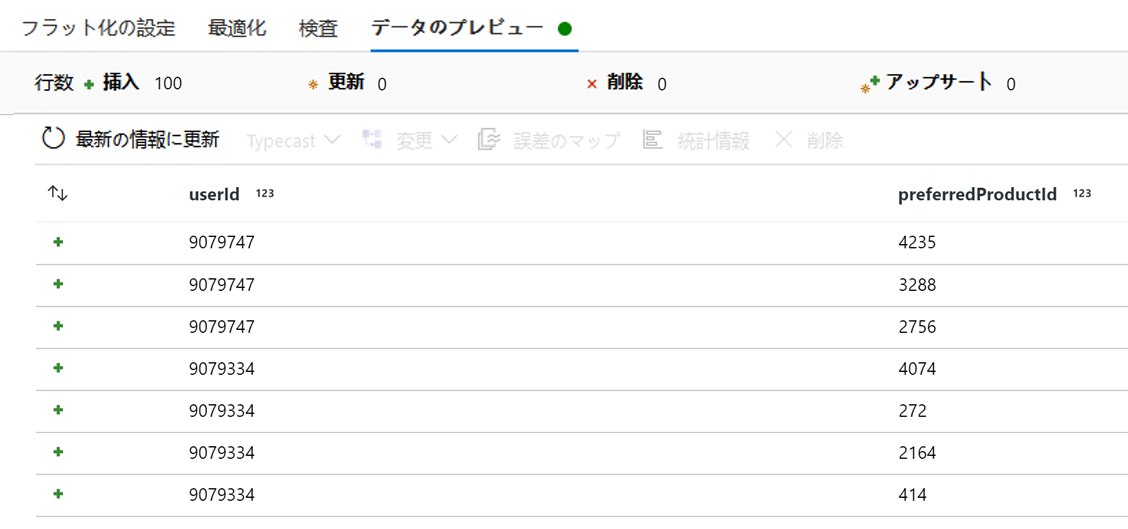 フラット化の設定 最適化 検査 データのプレビュー
行数 挿入 100 更新 0 削除 0 アップサート 0
最新の情報に更新 Typecast 変更 誤差のマップ 統計情報 削除
userId 123 preferredProductId 123
9079747 4235
9079747 3288
9079747 2756
9079334 4074
9079334 272
9079334 2164
9079334 414